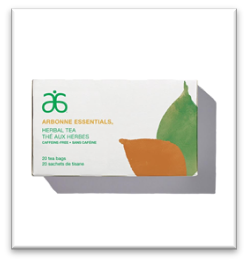 ARBONNE ESSENTIALS,
HERBAL TEA
THÉ AUX HERBES
CAFFEINE-FREE • SANS CAFÉINE
20 tea bags
20 sachets de tisane